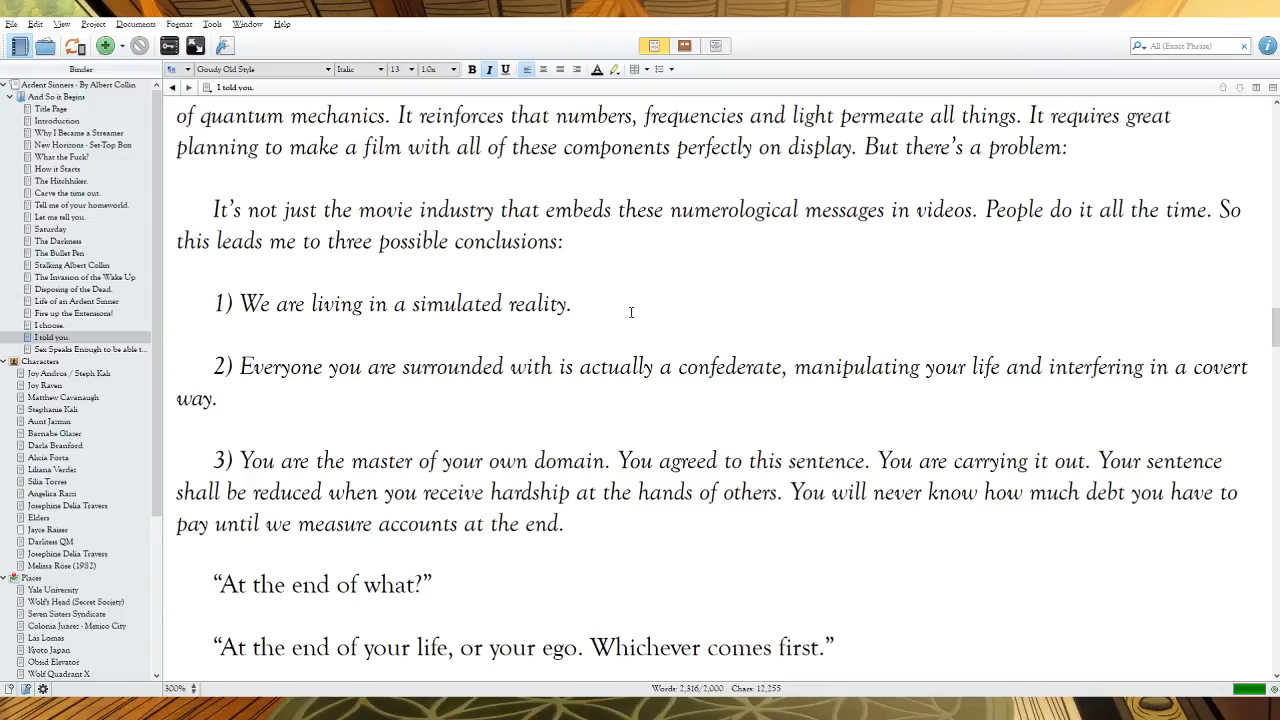 File Edit View Project Documents Format Tools Window Help
All (Exact Phrase)
Binder
Goudy Old Style Italic 13 1.0x B I U A
I told you.
Ardent Sinners - By Albert Collin
And So it Begins
Title Page
Introduction
Why I Became a Streamer
New Horizons - Set-Top Box
What the Fuck?
How it Starts
The Hitchhiker.
Carve the time out.
Tell me of your homeworld.
Let me tell you.
Saturday
The Darkness
The Bullet Pen
Stalking Albert Collin
The Invasion of the Wake Up
Disposing of the Dead.
Life of an Ardent Sinner
Fire up the Extensions!
I choose.
I told you.
Sex Speaks Enough to be able t...
Characters
Joy Andros / Steph Kali
Joy Raven
Matthew Cavanaugh
Stephanie Kali
Aunt Jazmin
Barnabe Glazer
Darla Branford
Alicia Forta
Liliana Verdez
Silia Torres
Angelica Razn
Josephine Delia Travers
Elders
Jayce Raiser
Darlitess QM
Josephine Delia Travers
Melissa Rose (1982)
Places
Yale University
Wolf's Head (Secret Society)
Seven Sisters Syndicate
Colonia Juarez - Mexico City
Las Lomas
Kyoto Japan
Obsid Elevator
Wolf Quadrant X
of quantum mechanics. It reinforces that numbers, frequencies and light permeate all things. It requires great
planning to make a film with all of these components perfectly on display. But there's a problem:
It's not just the movie industry that embeds these numerological messages in videos. People do it all the time. So
this leads me to three possible conclusions:
1) We are living in a simulated reality.
2) Everyone you are surrounded with is actually a confederate, manipulating your life and interfering in a covert
way.
3) You are the master of your own domain. You agreed to this sentence. You are carrying it out. Your sentence
shall be reduced when you receive hardship at the hands of others. You will never know how much debt you have to
pay until we measure accounts at the end.
“At the end of what?”
“At the end of your life, or your ego. Whichever comes first.”
300%
Words: 2,316/2,000 Chars: 12,255